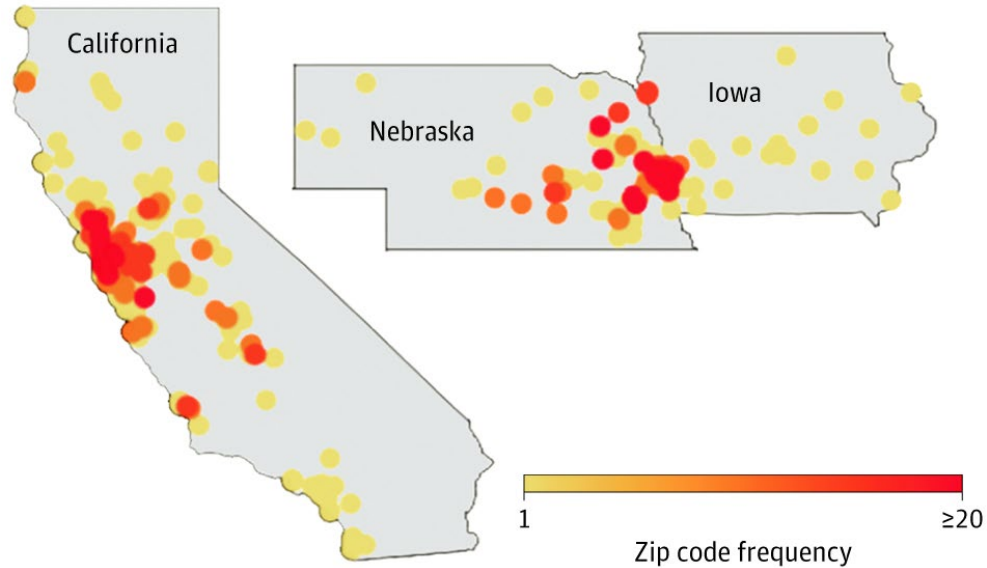 California
Nebraska
Iowa
1
≥20
Zip code frequency